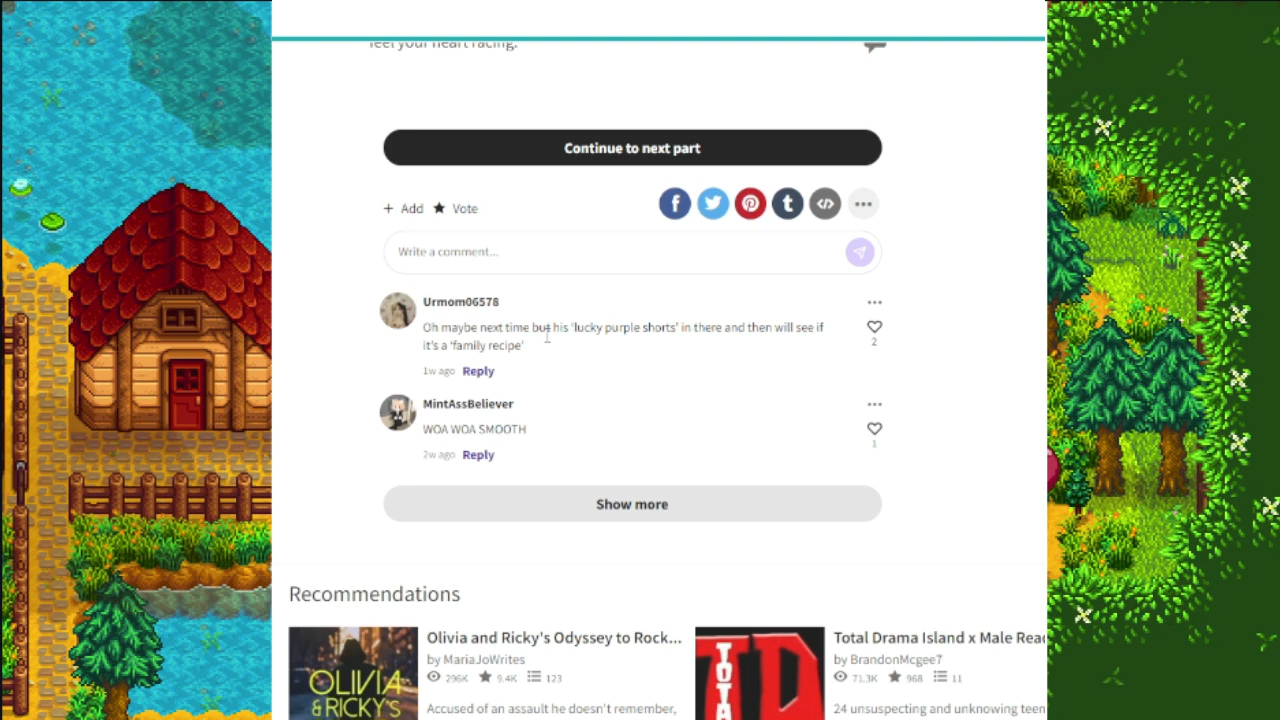 feel your heart racing.
Continue to next part
+ Add ★ Vote
f t </> •••
Write a comment...
Urmom06578
Oh maybe next time but his 'lucky purple shorts' in there and then will see if
it's a 'family recipe'
2
1w ago Reply
MintAssBeliever
WOA WOA SMOOTH
1
2w ago Reply
Show more
Recommendations
Olivia and Ricky's Odyssey to Rock...
by MariaJoWrites
296K 9.4K 123
Accused of an assault he doesn't remember,
OLIVIA
& RICKY'S
Total Drama Island x Male Rea
by BrandonMcgee7
71.3K 968 11
24 unsuspecting and unknowing teen
TOTA
D